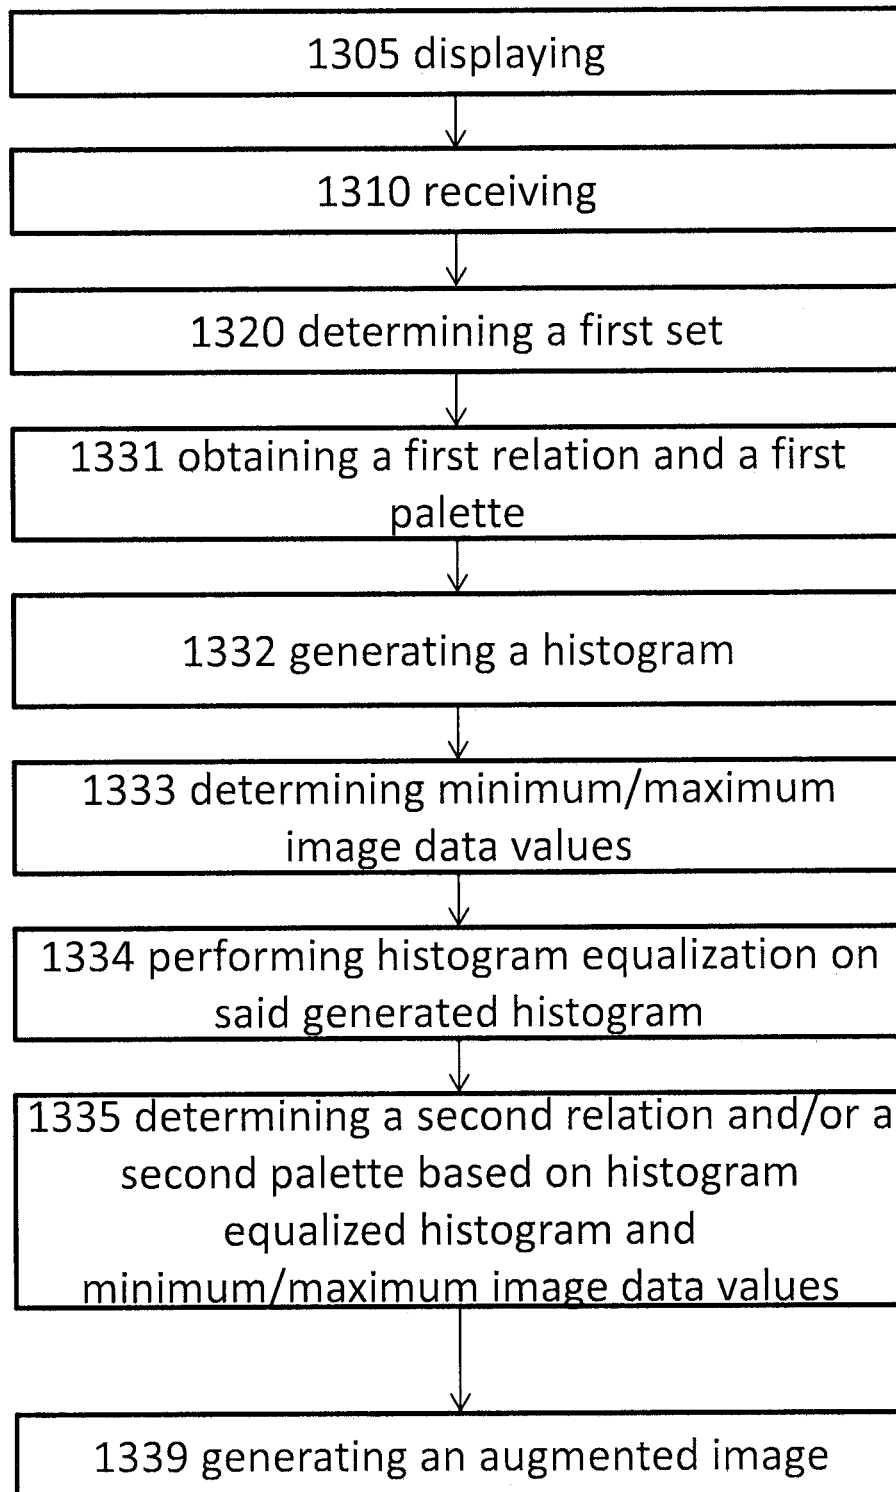 1305 displaying
1310 receiving
1320 determining a first set
1331 obtaining a first relation and a first
palette
1332 generating a histogram
1333 determining minimum/maximum
image data values
1334 performing histogram equalization on
said generated histogram
1335 determining a second relation and/or a
second palette based on histogram
equalized histogram and
minimum/maximum image data values
1339 generating an augmented image